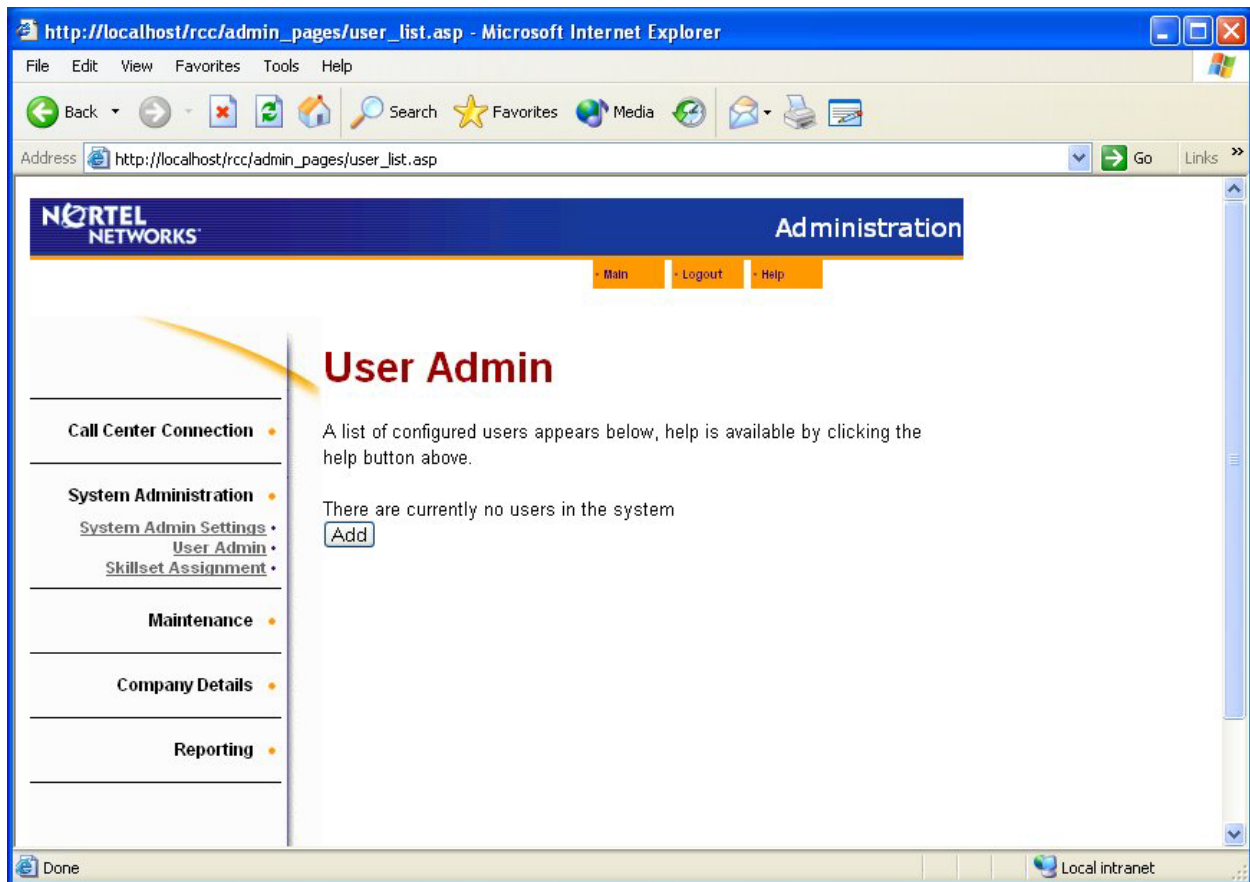 http://localhost/rcc/admin_pages/user_list.asp - Microsoft Internet Explorer
File Edit View Favorites Tools Help
Back Search Favorites Media
Address http://localhost/rcc/admin_pages/user_list.asp Go Links »
NORTEL
NETWORKS
Administration
Main Logout Help
User Admin
A list of configured users appears below, help is available by clicking the
help button above.
There are currently no users in the system
Add
Call Center Connection
System Administration
System Admin Settings
User Admin
Skillset Assignment
Maintenance
Company Details
Reporting
Done Local intranet